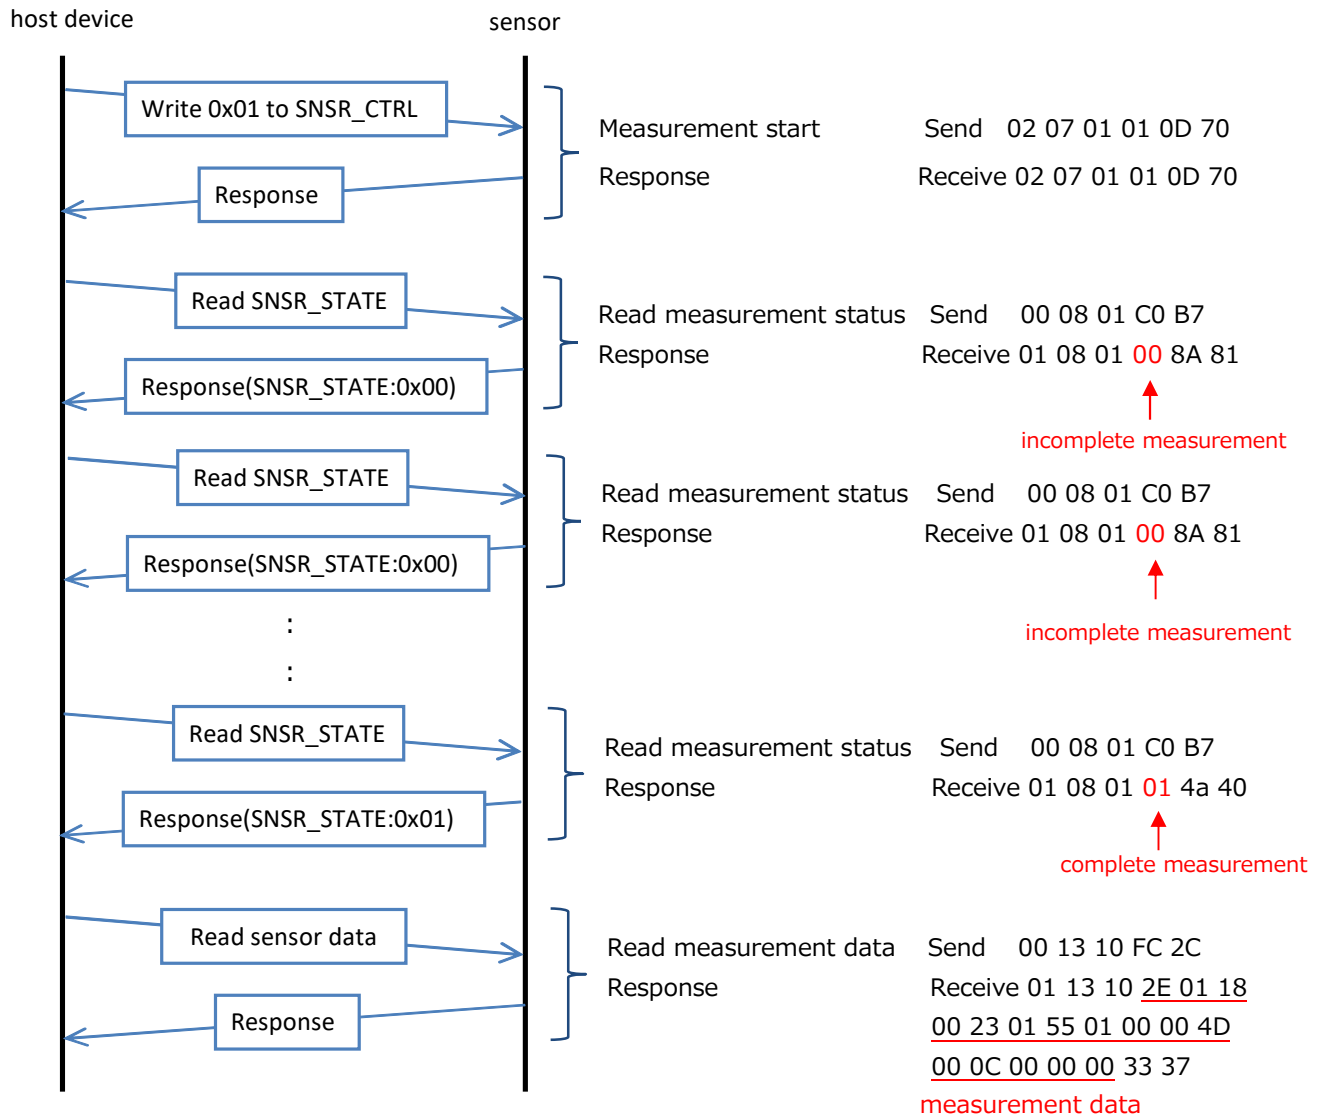 host device
sensor
Write 0x01 to SNSR_CTRL
Measurement start Send 02 07 01 01 0D 70
Response
Response Receive 02 07 01 01 0D 70
Read SNSR_STATE
Read measurement status Send 00 08 01 C0 B7
Response(SNSR_STATE:0x00)
Response Receive 01 08 01 00 8A 81
incomplete measurement
Read SNSR_STATE
Read measurement status Send 00 08 01 C0 B7
Response(SNSR_STATE:0x00)
Response Receive 01 08 01 00 8A 81
:
incomplete measurement
:
Read SNSR_STATE
Read measurement status Send 00 08 01 C0 B7
Response(SNSR_STATE:0x01)
Response Receive 01 08 01 01 4a 40
complete measurement
Read sensor data
Read measurement data Send 00 13 10 FC 2C
Response
Response Receive 01 13 10 2E 01 18
00 23 01 55 01 00 00 4D
00 0C 00 00 00 33 37
measurement data